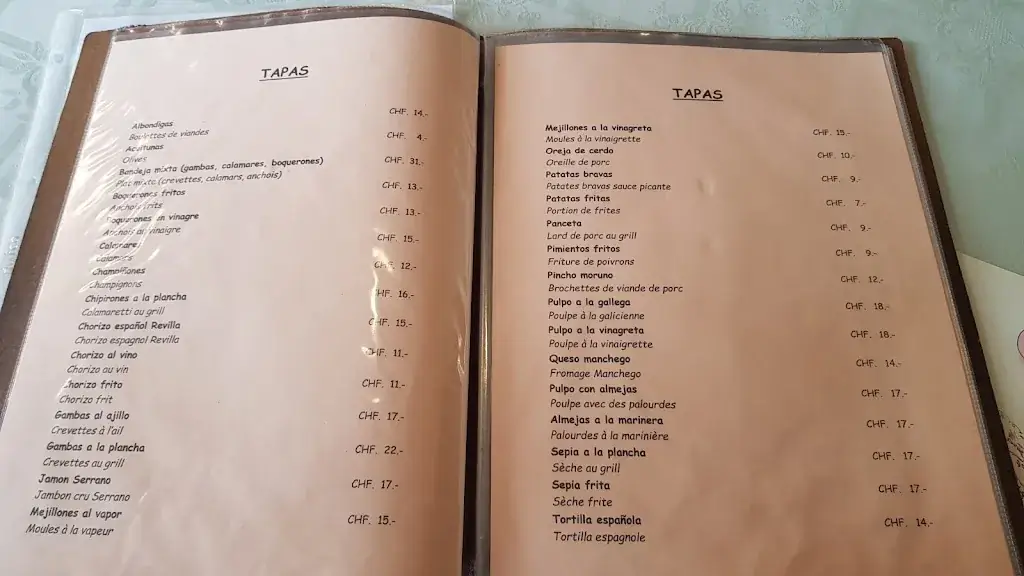 TAPAS
Albondigas CHF. 14.-
Boulettes de viandes
Aceitunas CHF. 4.-
Olives
Bandeja mixta (gambas, calamares, boquerones) CHF. 31.-
Plat mixte (crevettes, calamars, anchois)
Boquerones fritos CHF. 13.-
Anchois frits
Boquerones en vinagre CHF. 13.-
Anchois au vinaigre
Calamares CHF. 15.-
Calamars
Champiñones CHF. 12.-
Champignons
Chipirones a la plancha CHF. 16.-
Calamaretti au grill
Chorizo español Revilla CHF. 15.-
Chorizo espagnol Revilla
Chorizo al vino CHF. 11.-
Chorizo au vin
Chorizo frito CHF. 11.-
Chorizo frit
Gambas al ajillo CHF. 17.-
Crevettes à l'ail
Gambas a la plancha CHF. 22.-
Crevettes au grill
Jamon Serrano CHF. 17.-
Jambon cru Serrano
Mejillones al vapor CHF. 15.-
Moules à la vapeur
TAPAS
Mejillones a la vinagreta CHF. 15.-
Moules à la vinaigrette
Oreja de cerdo CHF. 10.-
Oreille de porc
Patatas bravas CHF. 9.-
Patates bravas sauce picante
Patatas fritas CHF. 7.-
Portion de frites
Panceta CHF. 9.-
Lard de porc au grill
Pimientos fritos CHF. 9.-
Friture de poivrons
Pincho moruno CHF. 12.-
Brochettes de viande de porc
Pulpo a la gallega CHF. 18.-
Poulpe à la galicienne
Pulpo a la vinagreta CHF. 18.-
Poulpe à la vinaigrette
Queso manchego CHF. 14.-
Fromage Manchego
Pulpo con almejas CHF. 17.-
Poulpe avec des palourdes
Almejas a la marinera CHF. 17.-
Palourdes à la marinière
Sepia a la plancha CHF. 17.-
Sèche au grill
Sepia frita CHF. 17.-
Sèche frite
Tortilla española CHF. 14.-
Tortilla espagnole